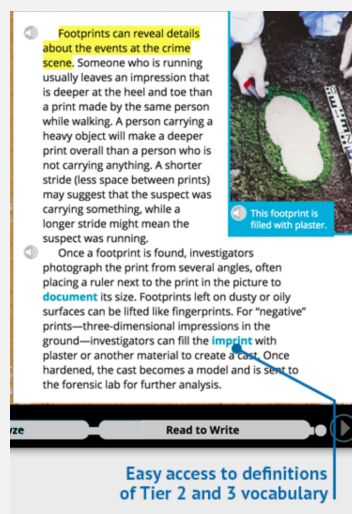 Footprints can reveal details
about the events at the crime
scene. Someone who is running
usually leaves an impression that
is deeper at the heel and toe than
a print made by the same person
while walking. A person carrying a
heavy object will make a deeper
print overall than a person who is
not carrying anything. A shorter
stride (less space between prints)
may suggest that the suspect was
carrying something, while a
longer stride might mean the
suspect was running.
This footprint is
filled with plaster.
Once a footprint is found, investigators
photograph the print from several angles, often
placing a ruler next to the print in the picture to
document its size. Footprints left on dusty or oily
surfaces can be lifted like fingerprints. For “negative”
prints—three-dimensional impressions in the
ground—investigators can fill the imprint with
plaster or another material to create a cast. Once
hardened, the cast becomes a model and is sent to
the forensic lab for further analysis.
yze
Read to Write
Easy access to definitions
of Tier 2 and 3 vocabulary